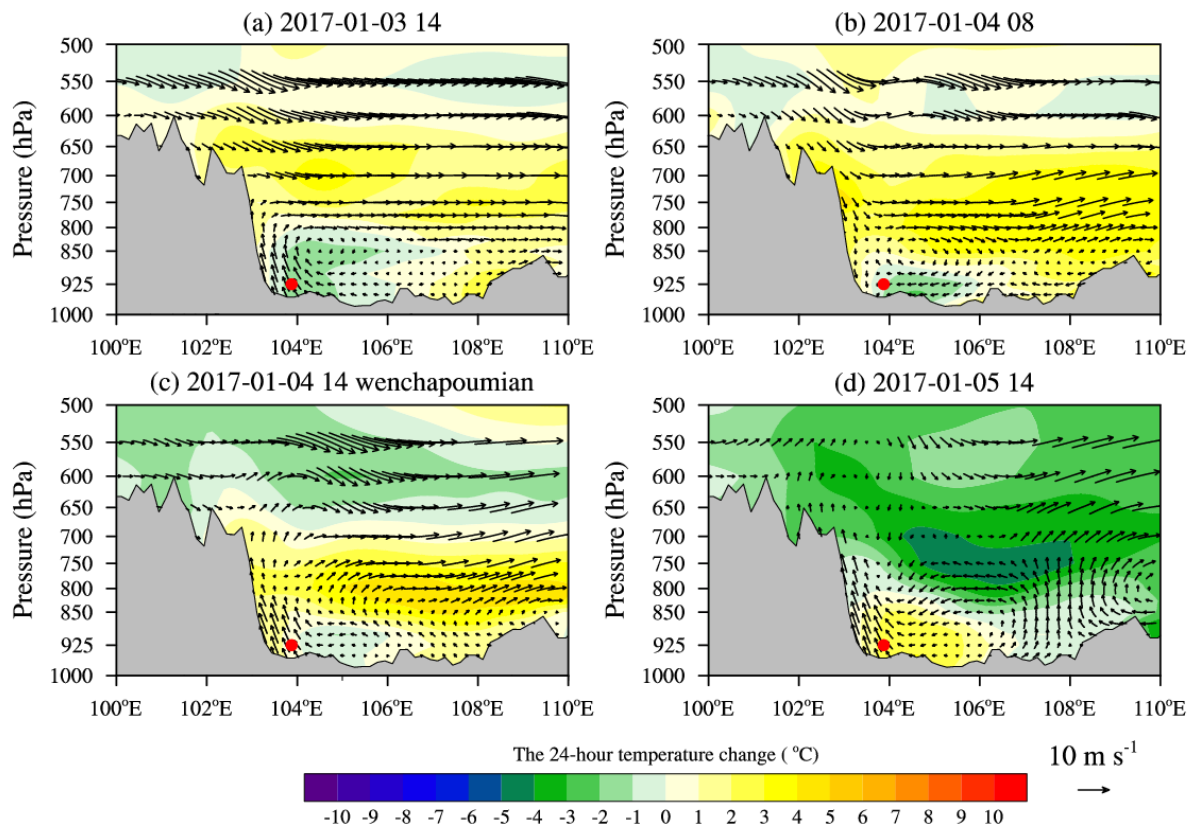 (a) 2017-01-03 14
(b) 2017-01-04 08
Pressure (hPa)
500
550
600
650
700
750
800
850
925
1000
100°E 102°E 104°E 106°E 108°E 110°E
Pressure (hPa)
500
550
600
650
700
750
800
850
925
1000
100°E 102°E 104°E 106°E 108°E 110°E
(c) 2017-01-04 14 wenchapoumian
(d) 2017-01-05 14
Pressure (hPa)
500
550
600
650
700
750
800
850
925
1000
100°E 102°E 104°E 106°E 108°E 110°E
Pressure (hPa)
500
550
600
650
700
750
800
850
925
1000
100°E 102°E 104°E 106°E 108°E 110°E
The 24-hour temperature change ( °C)
10 m s⁻¹
-10 -9 -8 -7 -6 -5 -4 -3 -2 -1 0 1 2 3 4 5 6 7 8 9 10